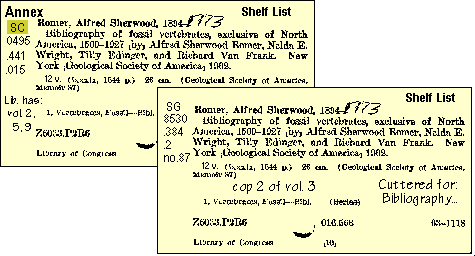 Annex Shelf List
SC Romer, Alfred Sherwood, 1894-1973
0495 Bibliography of fossil vertebrates, exclusive of North
.441 America, 1509-1927 [by] Alfred Sherwood Romer, Nelda E.
.015 Wright, Tilly Edinger, and Richard Van Frank. New
York, Geological Society of America, 1962.
12 v. (lxxxix, 1544 p.) 26 cm. (Geological Society of America.
Memoir 87)
Lib. has:
vol 2, 1. Vertebrates, Fossil—Bibl.
5, 9 Z6033.P2R6
Library of Congress
Shelf List
SG Romer, Alfred Sherwood, 1894-1973
8530 Bibliography of fossil vertebrates, exclusive of North
.384 America, 1509-1927 [by] Alfred Sherwood Romer, Nelda E.
.2 Wright, Tilly Edinger, and Richard Van Frank. New
no.87 York, Geological Society of America, 1962.
12 v. (lxxxix, 1544 p.) 26 cm. (Geological Society of America.
Memoir 87)
cop 2 of vol. 3 Cuttered for:
Bibliography...
1. Vertebrates, Fossil—Bibl. (Series)
Z6033.P2R6 016.566 63-1118
Library of Congress